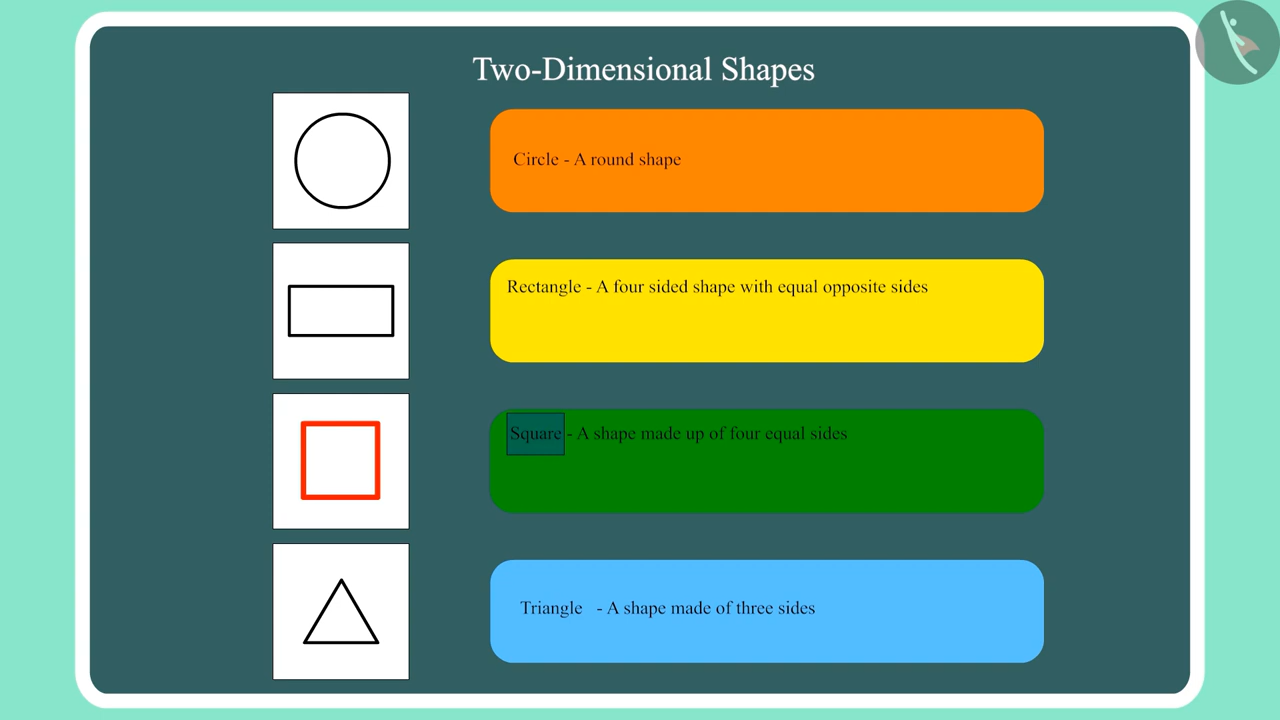 Two-Dimensional Shapes
Circle - A round shape
Rectangle - A four sided shape with equal opposite sides
Square - A shape made up of four equal sides
Triangle - A shape made of three sides